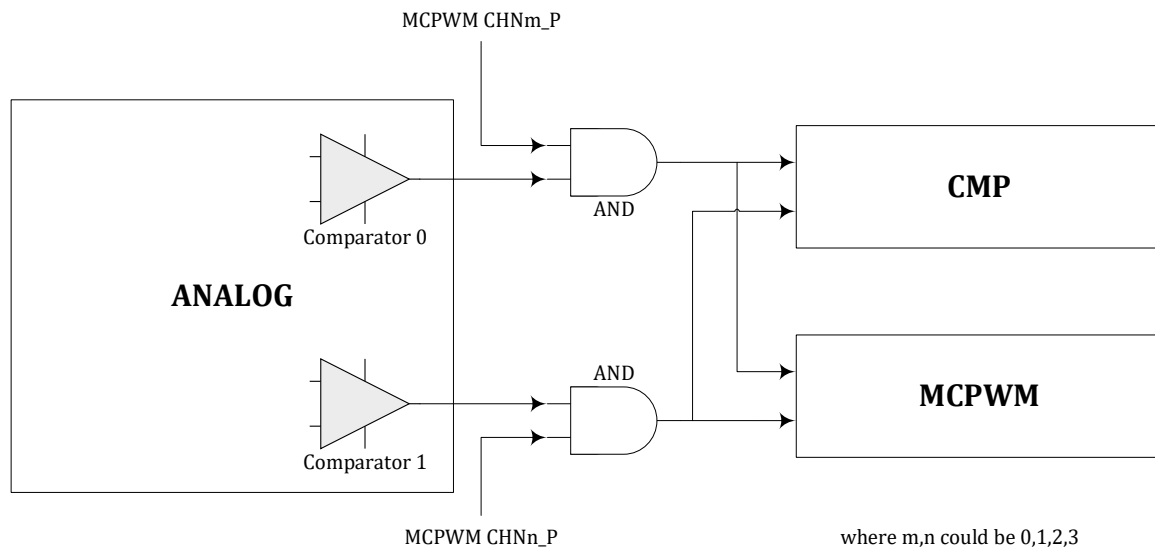 MCPWM CHNm_P
AND
CMP
Comparator 0
ANALOG
AND
MCPWM
Comparator 1
MCPWM CHNn_P
where m,n could be 0,1,2,3